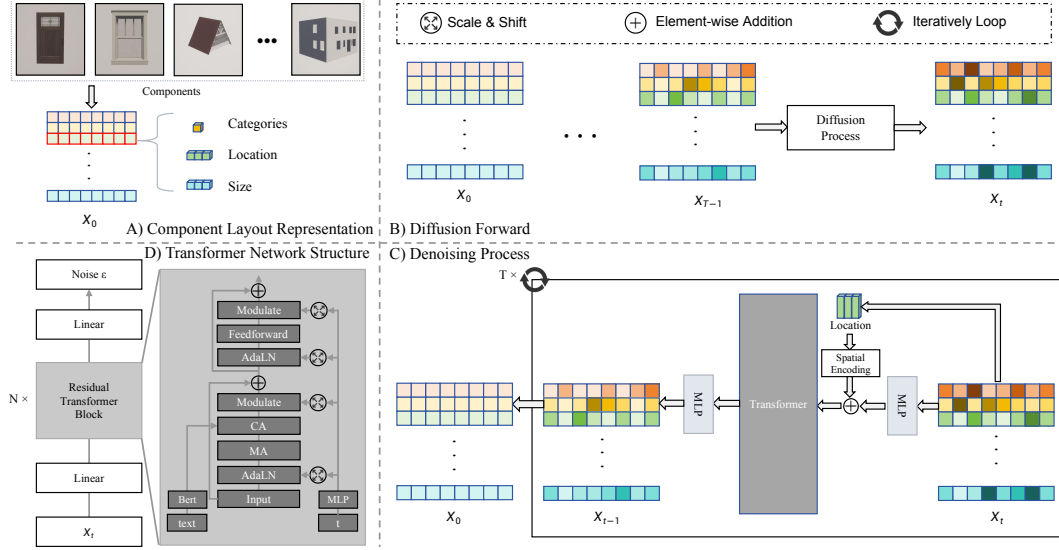 Components
Categories
Location
Size
X0
A) Component Layout Representation
Scale & Shift
Element-wise Addition
Iteratively Loop
Diffusion
Process
X0
XT−1
Xt
B) Diffusion Forward
D) Transformer Network Structure
Noise ε
Linear
N ×
Residual
Transformer
Block
Linear
Xt
Modulate
Feedforward
AdaLN
Modulate
CA
MA
AdaLN
Bert
Input
MLP
text
t
C) Denoising Process
T ×
Location
Spatial
Encoding
MLP
Transformer
MLP
X0
Xt−1
Xt